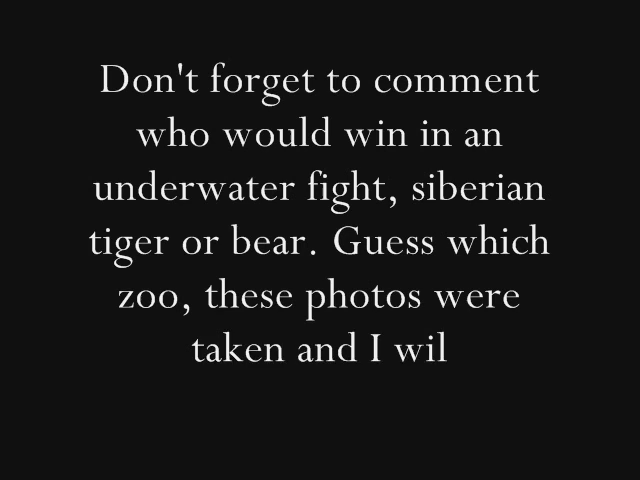 Don't forget to comment
who would win in an
underwater fight, siberian
tiger or bear. Guess which
zoo, these photos were
taken and I wil